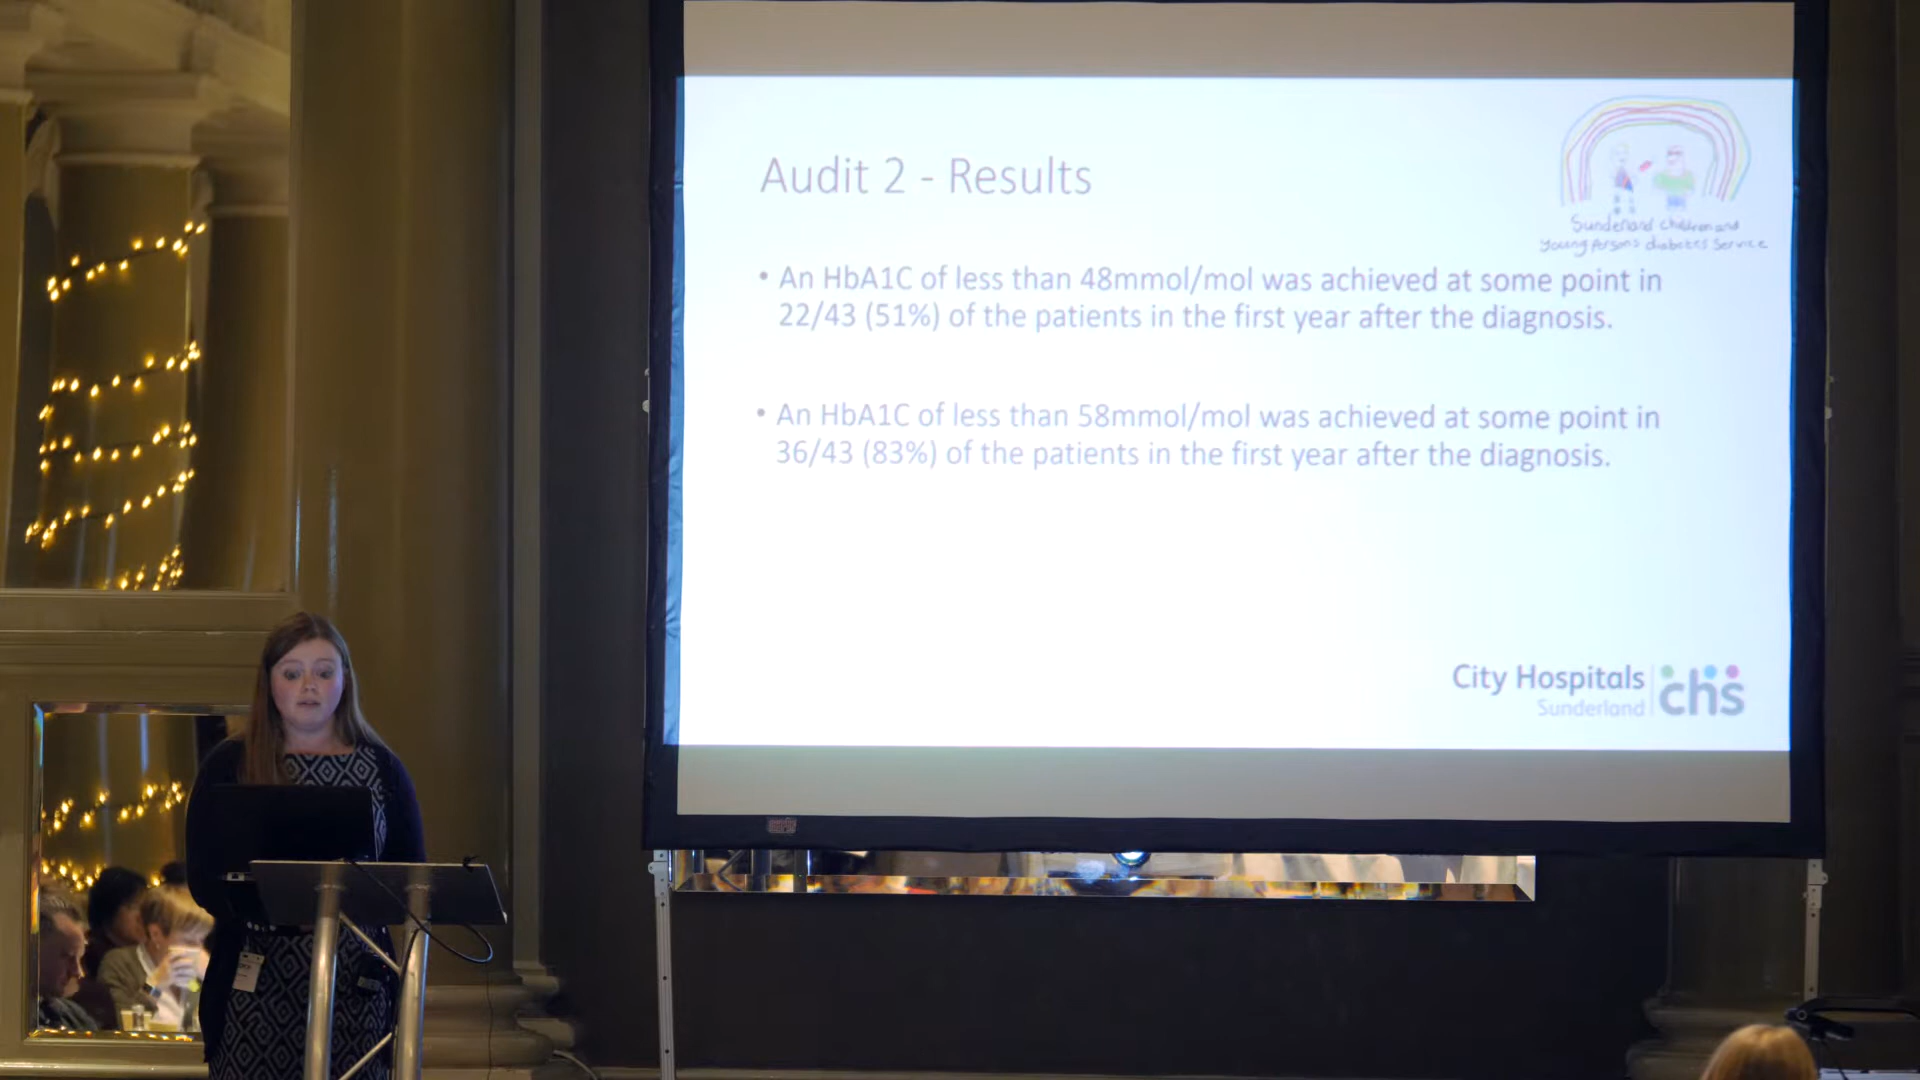 Audit 2 - Results
Sunderland Children and
Young Persons diabetes Service
• An HbA1C of less than 48mmol/mol was achieved at some point in
22/43 (51%) of the patients in the first year after the diagnosis.
• An HbA1C of less than 58mmol/mol was achieved at some point in
36/43 (83%) of the patients in the first year after the diagnosis.
City Hospitals
Sunderland
chs